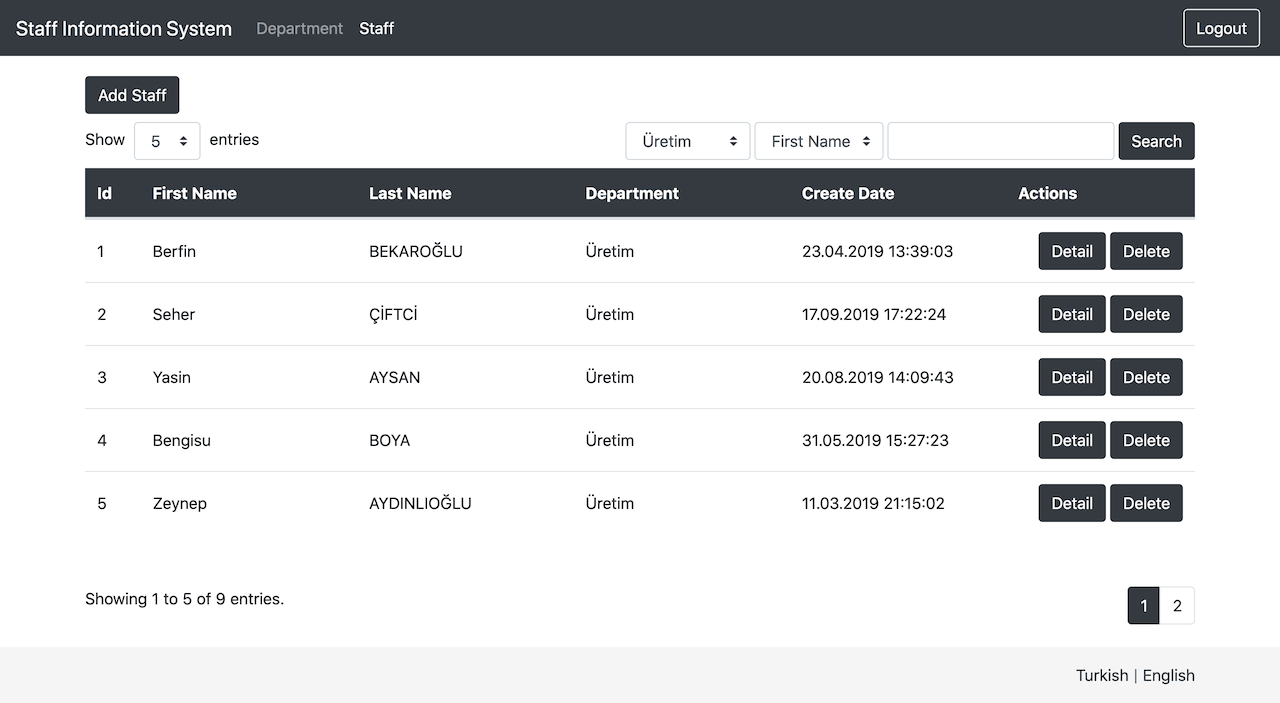 Staff Information System Department Staff Logout
Add Staff
Show 5 entries Üretim First Name Search
Id First Name Last Name Department Create Date Actions
1 Berfin BEKAROĞLU Üretim 23.04.2019 13:39:03 Detail Delete
2 Seher ÇİFTCİ Üretim 17.09.2019 17:22:24 Detail Delete
3 Yasin AYSAN Üretim 20.08.2019 14:09:43 Detail Delete
4 Bengisu BOYA Üretim 31.05.2019 15:27:23 Detail Delete
5 Zeynep AYDINLIOĞLU Üretim 11.03.2019 21:15:02 Detail Delete
Showing 1 to 5 of 9 entries. 1 2
Turkish | English